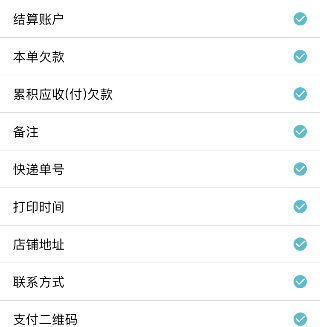 结算账户
本单欠款
累积应收(付)欠款
备注
快递单号
打印时间
店铺地址
联系方式
支付二维码